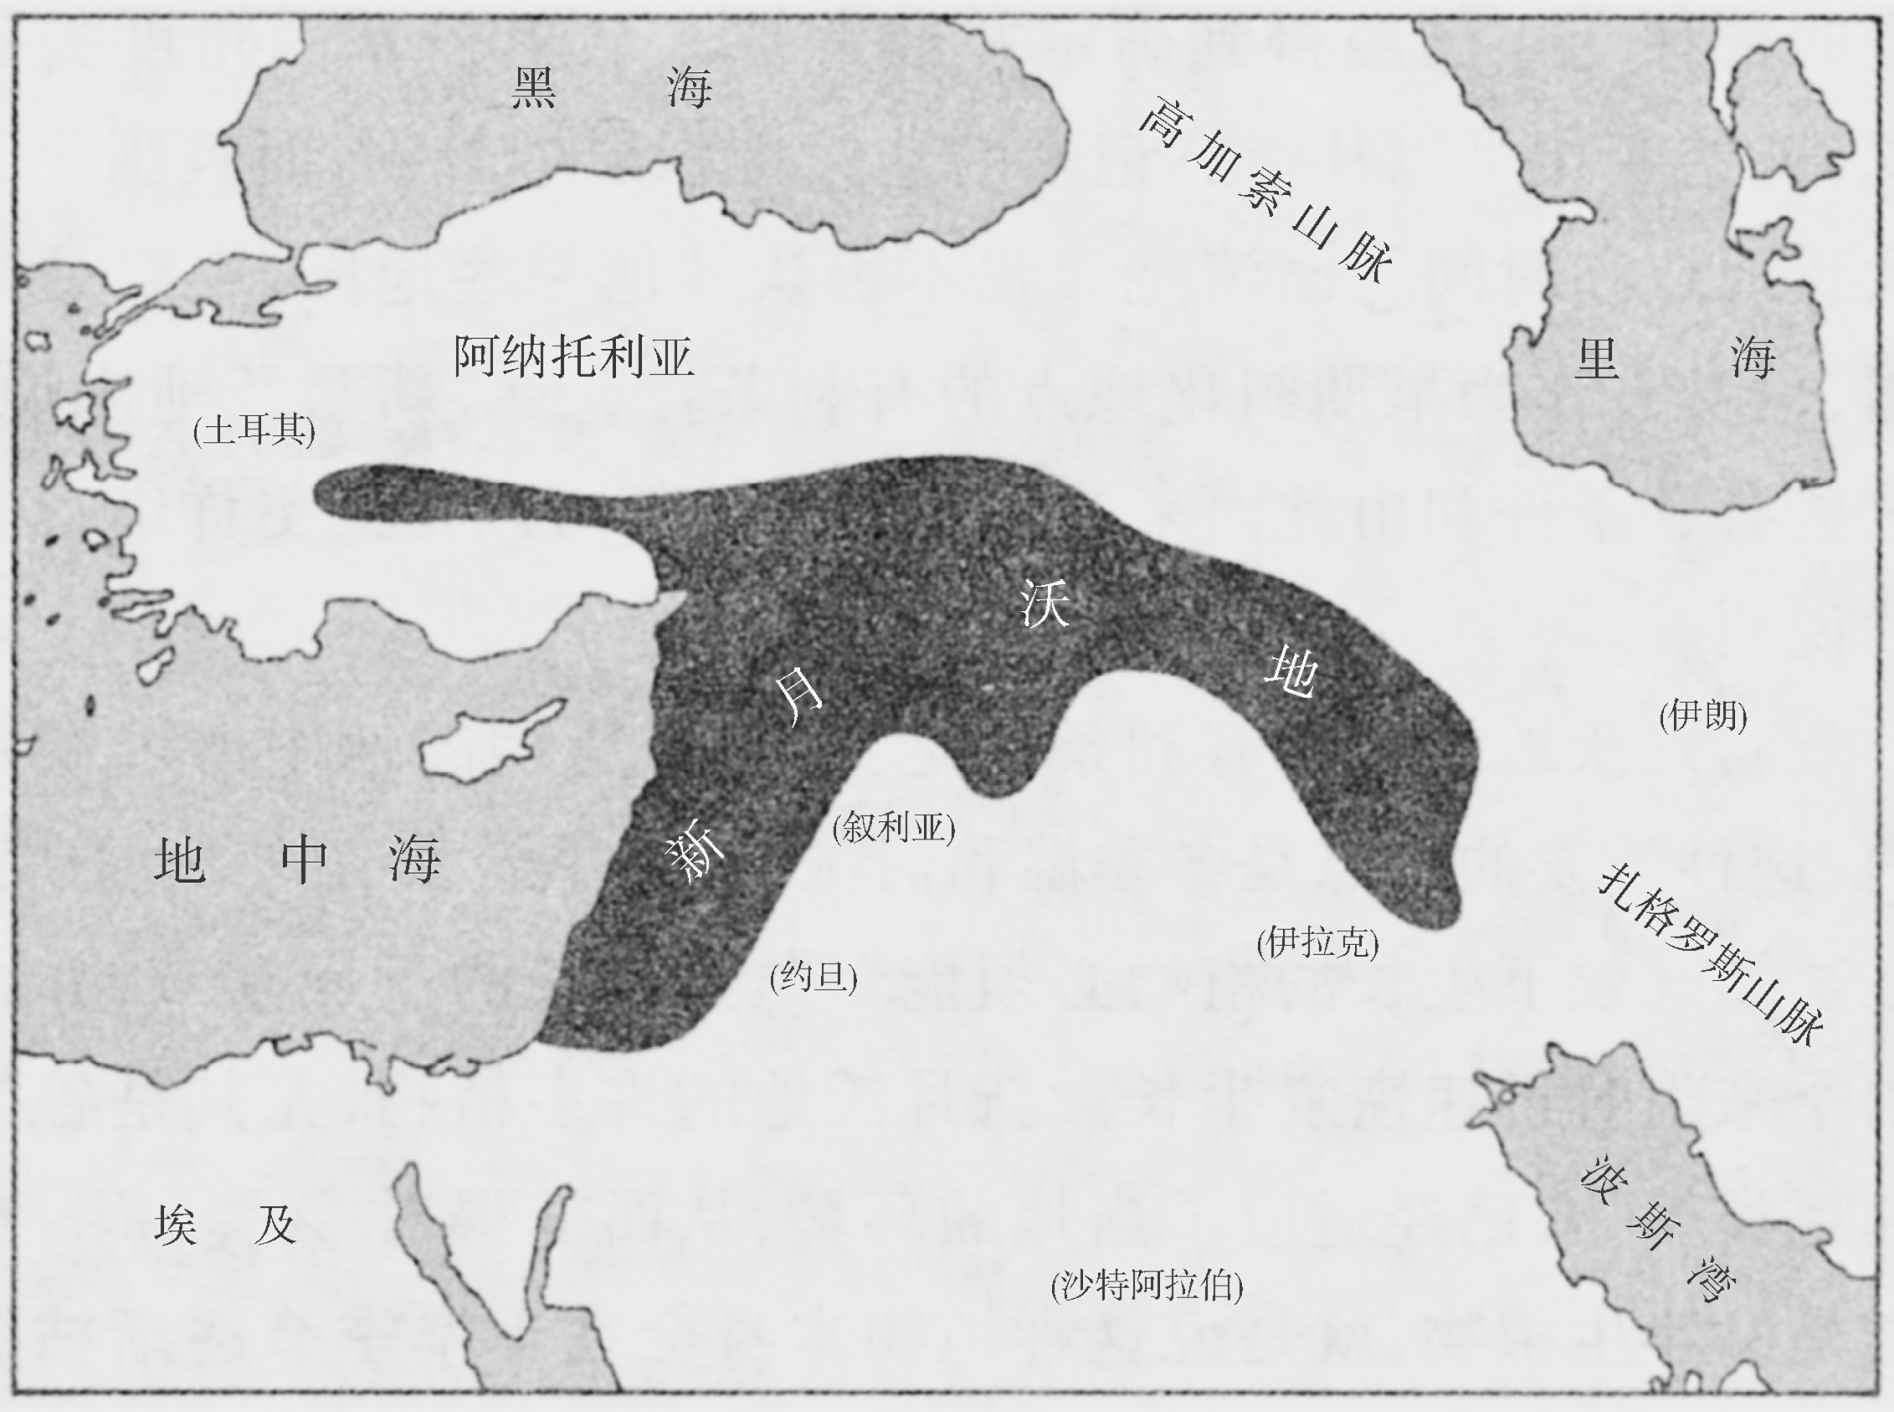 黑海
高加索山脉
里海
阿纳托利亚
(土耳其)
新月沃地
(伊朗)
地中海
(叙利亚)
扎格罗斯山脉
(伊拉克)
(约旦)
埃及
波斯湾
(沙特阿拉伯)